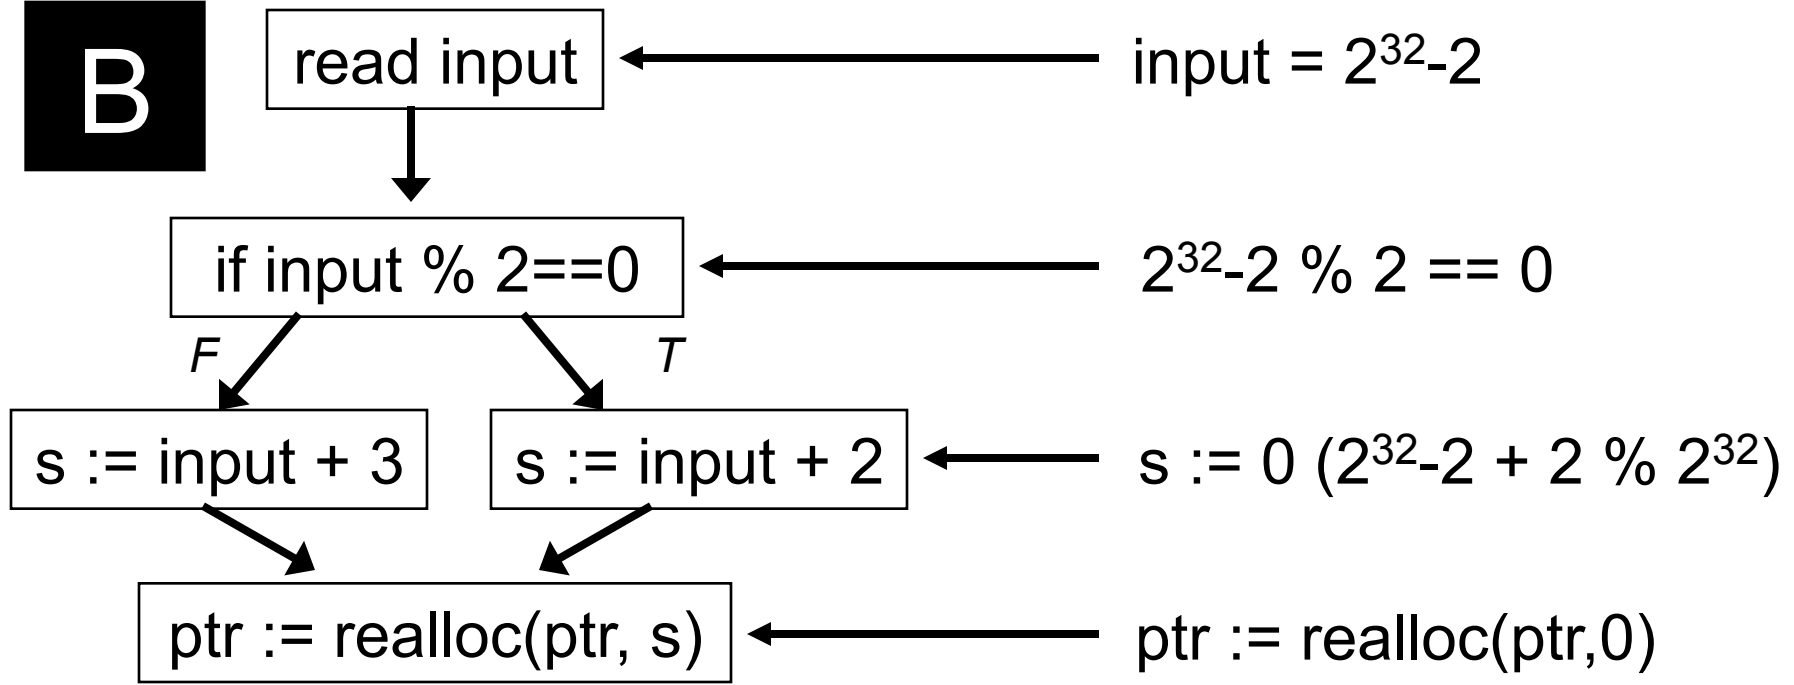 B
read input
input = 2³²-2
if input % 2==0
2³²-2 % 2 == 0
F
T
s := input + 3
s := input + 2
s := 0 (2³²-2 + 2 % 2³²)
ptr := realloc(ptr, s)
ptr := realloc(ptr,0)